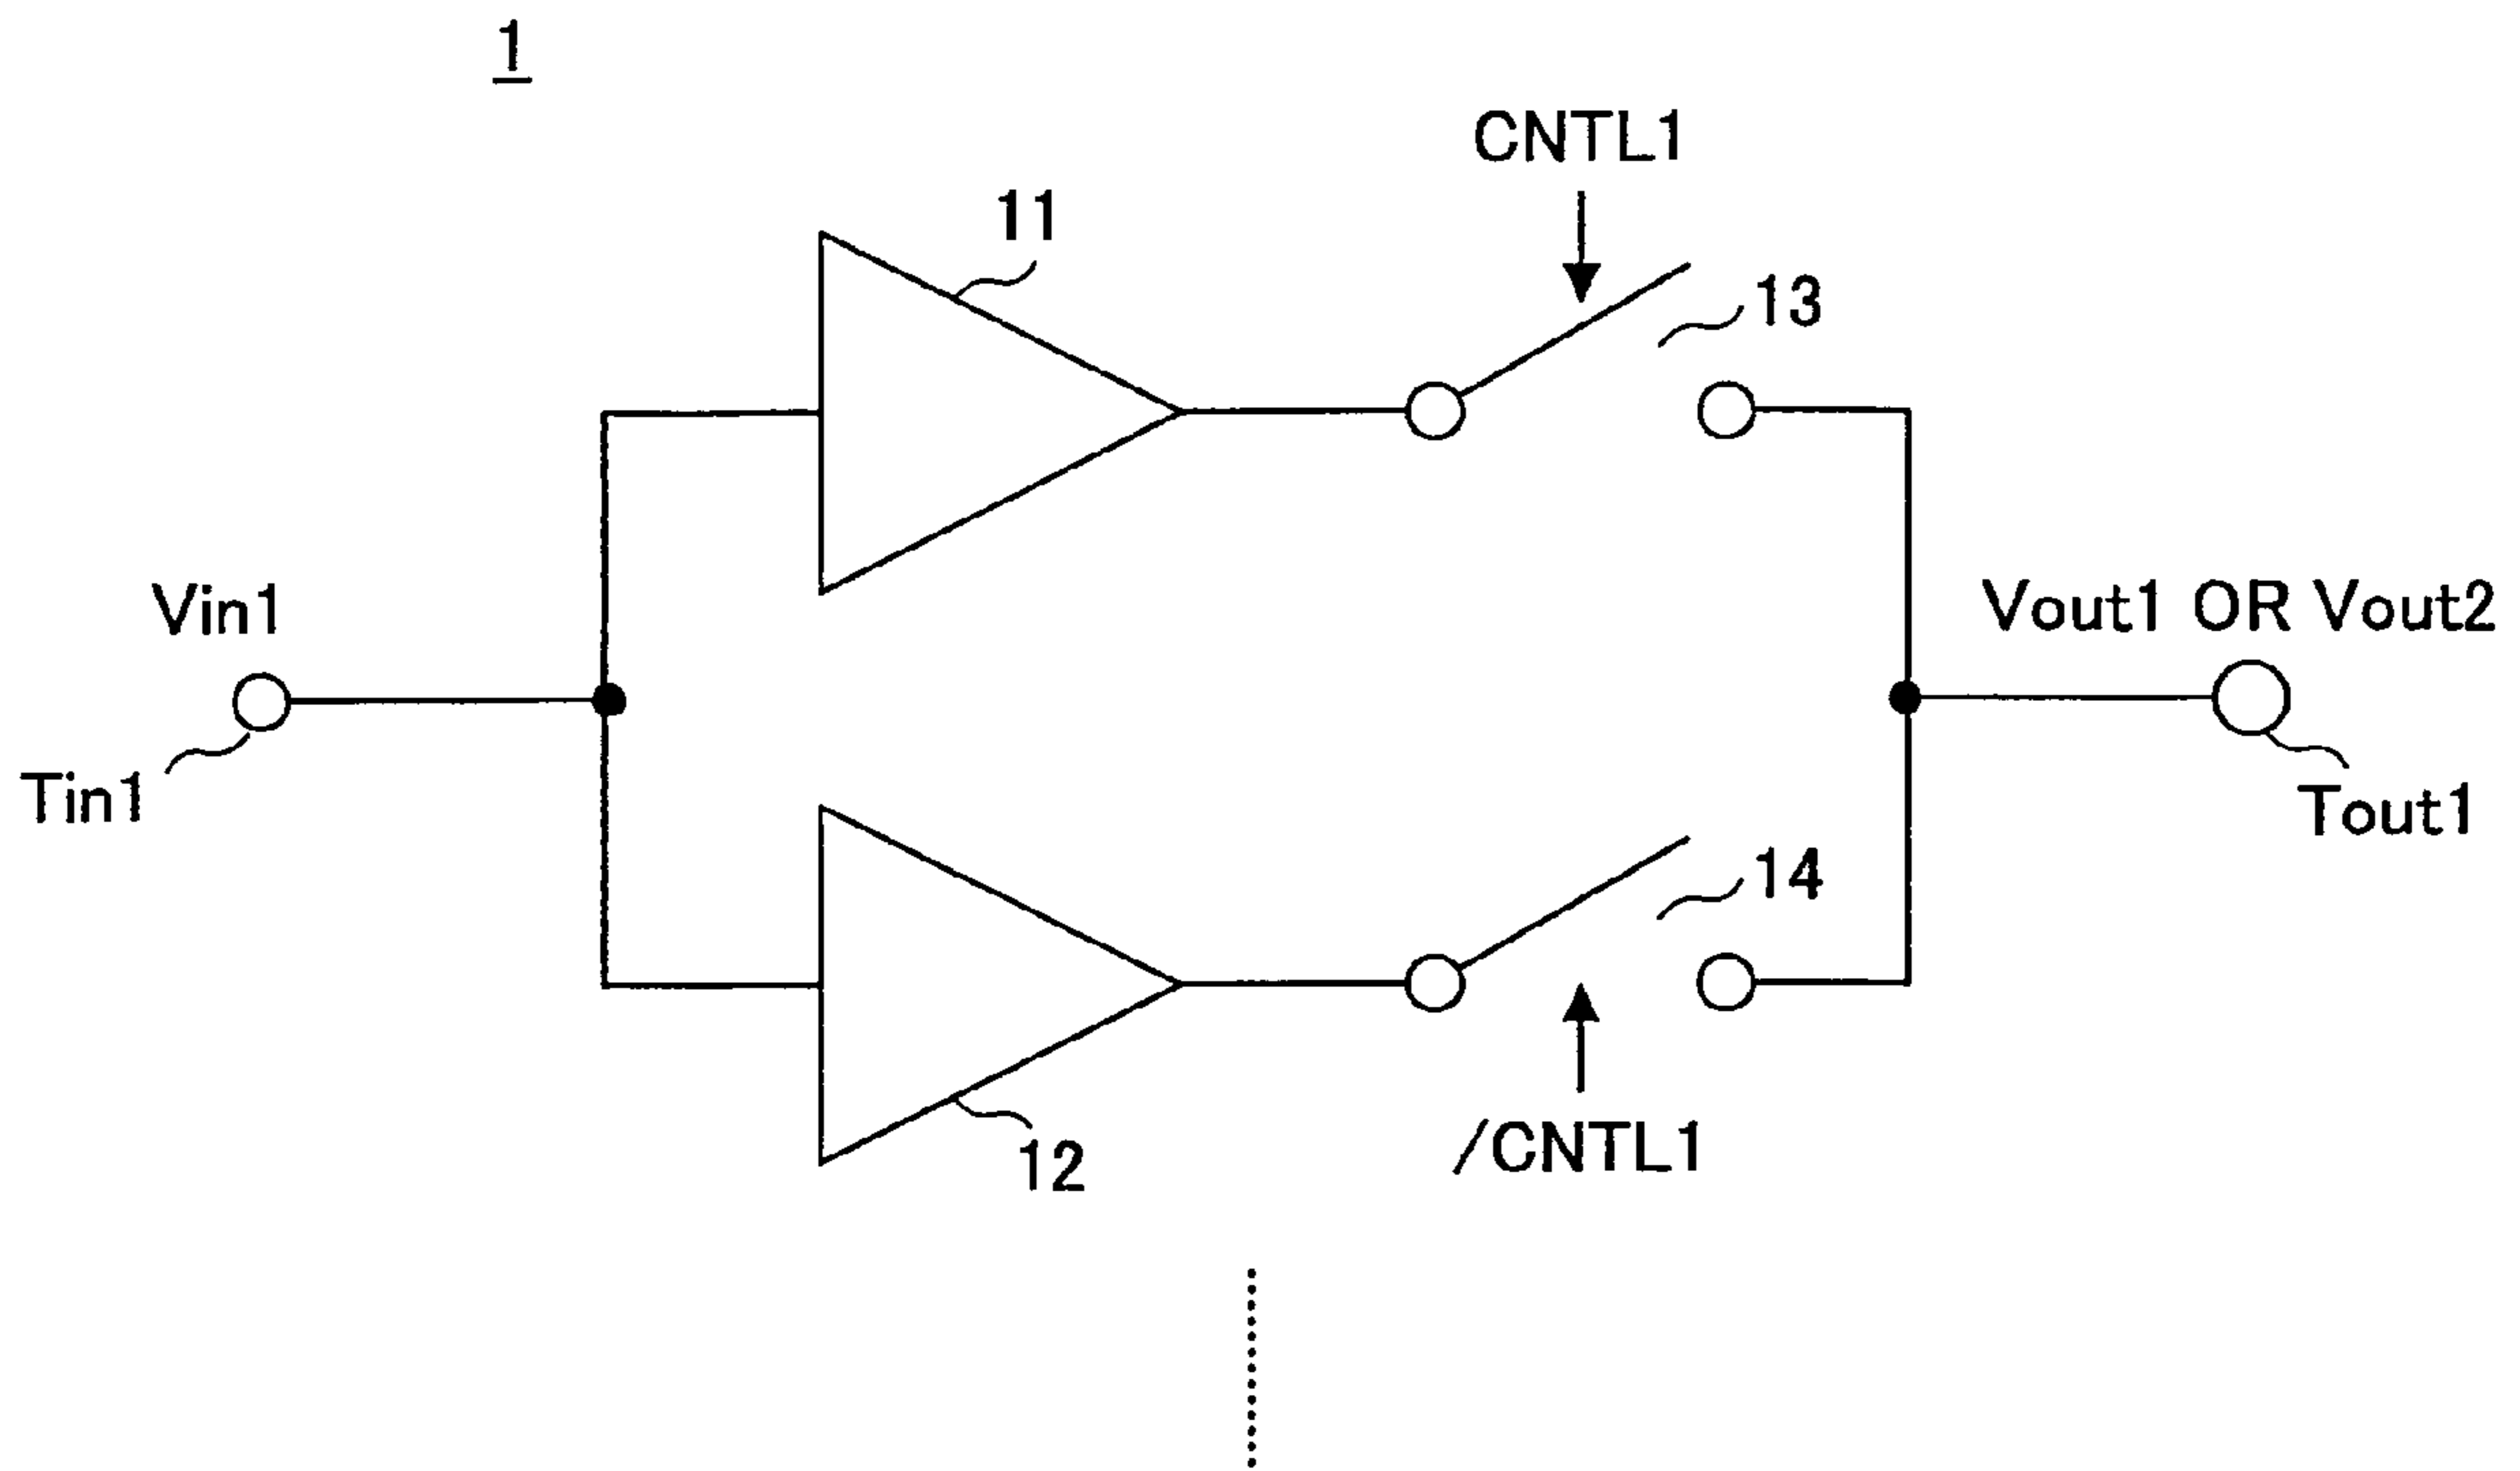 1
CNTL1
11
13
Vin1
Vout1 OR Vout2
Tin1
Tout1
14
12
/CNTL1